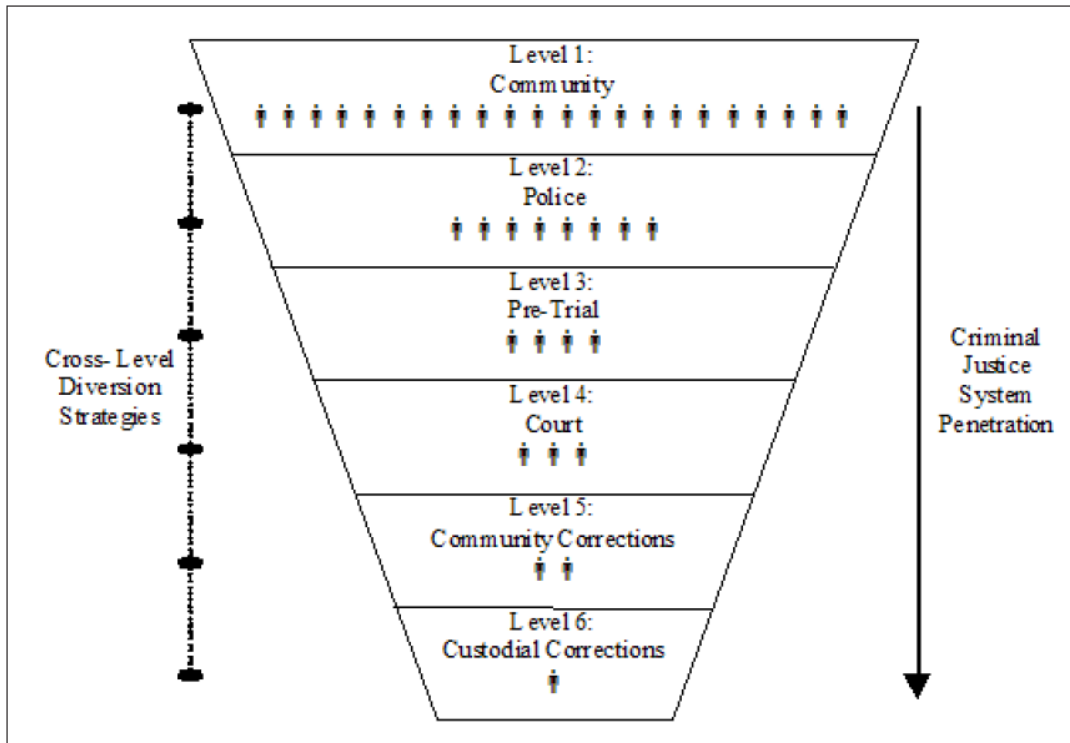 Level 1:
Community
Level 2:
Police
Level 3:
Pre-Trial
Level 4:
Court
Level 5:
Community Corrections
Level 6:
Custodial Corrections
Cross-Level
Diversion
Strategies
Criminal
Justice
System
Penetration